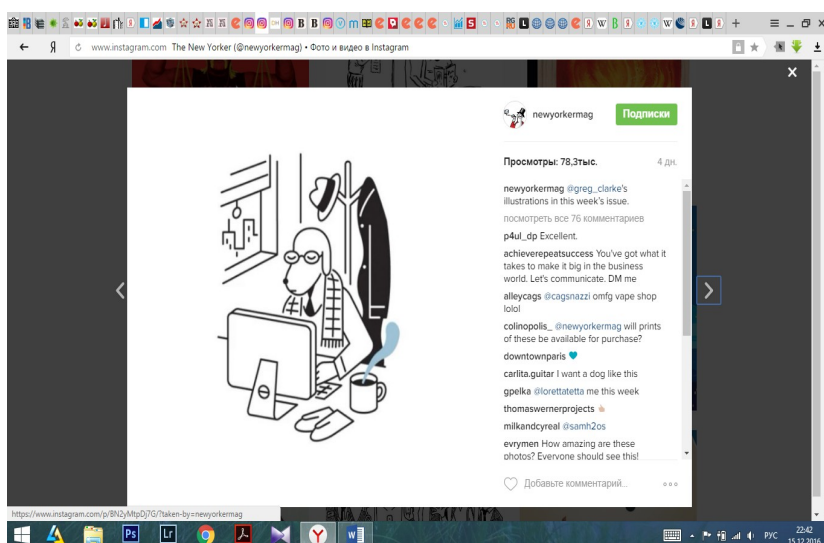 www.instagram.com The New Yorker (@newyorkermag) • Фото и видео в Instagram
newyorkermag
Подписки
Просмотры: 78,3тыс. 4 дн.
newyorkermag @greg_clarke's
illustrations in this week's issue.
посмотреть все 76 комментариев
p4ul_dp Excellent.
achieverepeatsuccess You've got what it
takes to make it big in the business
world. Let's communicate. DM me
alleycags @cagsnazzi omfg vape shop
lolol
colinopolis_ @newyorkermag will prints
of these be available for purchase?
downtownparis
carlita.guitar I want a dog like this
gpelka @lorettatetta me this week
thomaswernerprojects
milkandcyreal @samh2os
evrymen How amazing are these
photos? Everyone should see this!
Добавьте комментарий...
https://www.instagram.com/p/BN2yMtpDj7G/?taken-by=newyorkermag
Ps Lr
РУС
22:42
15.12.2016